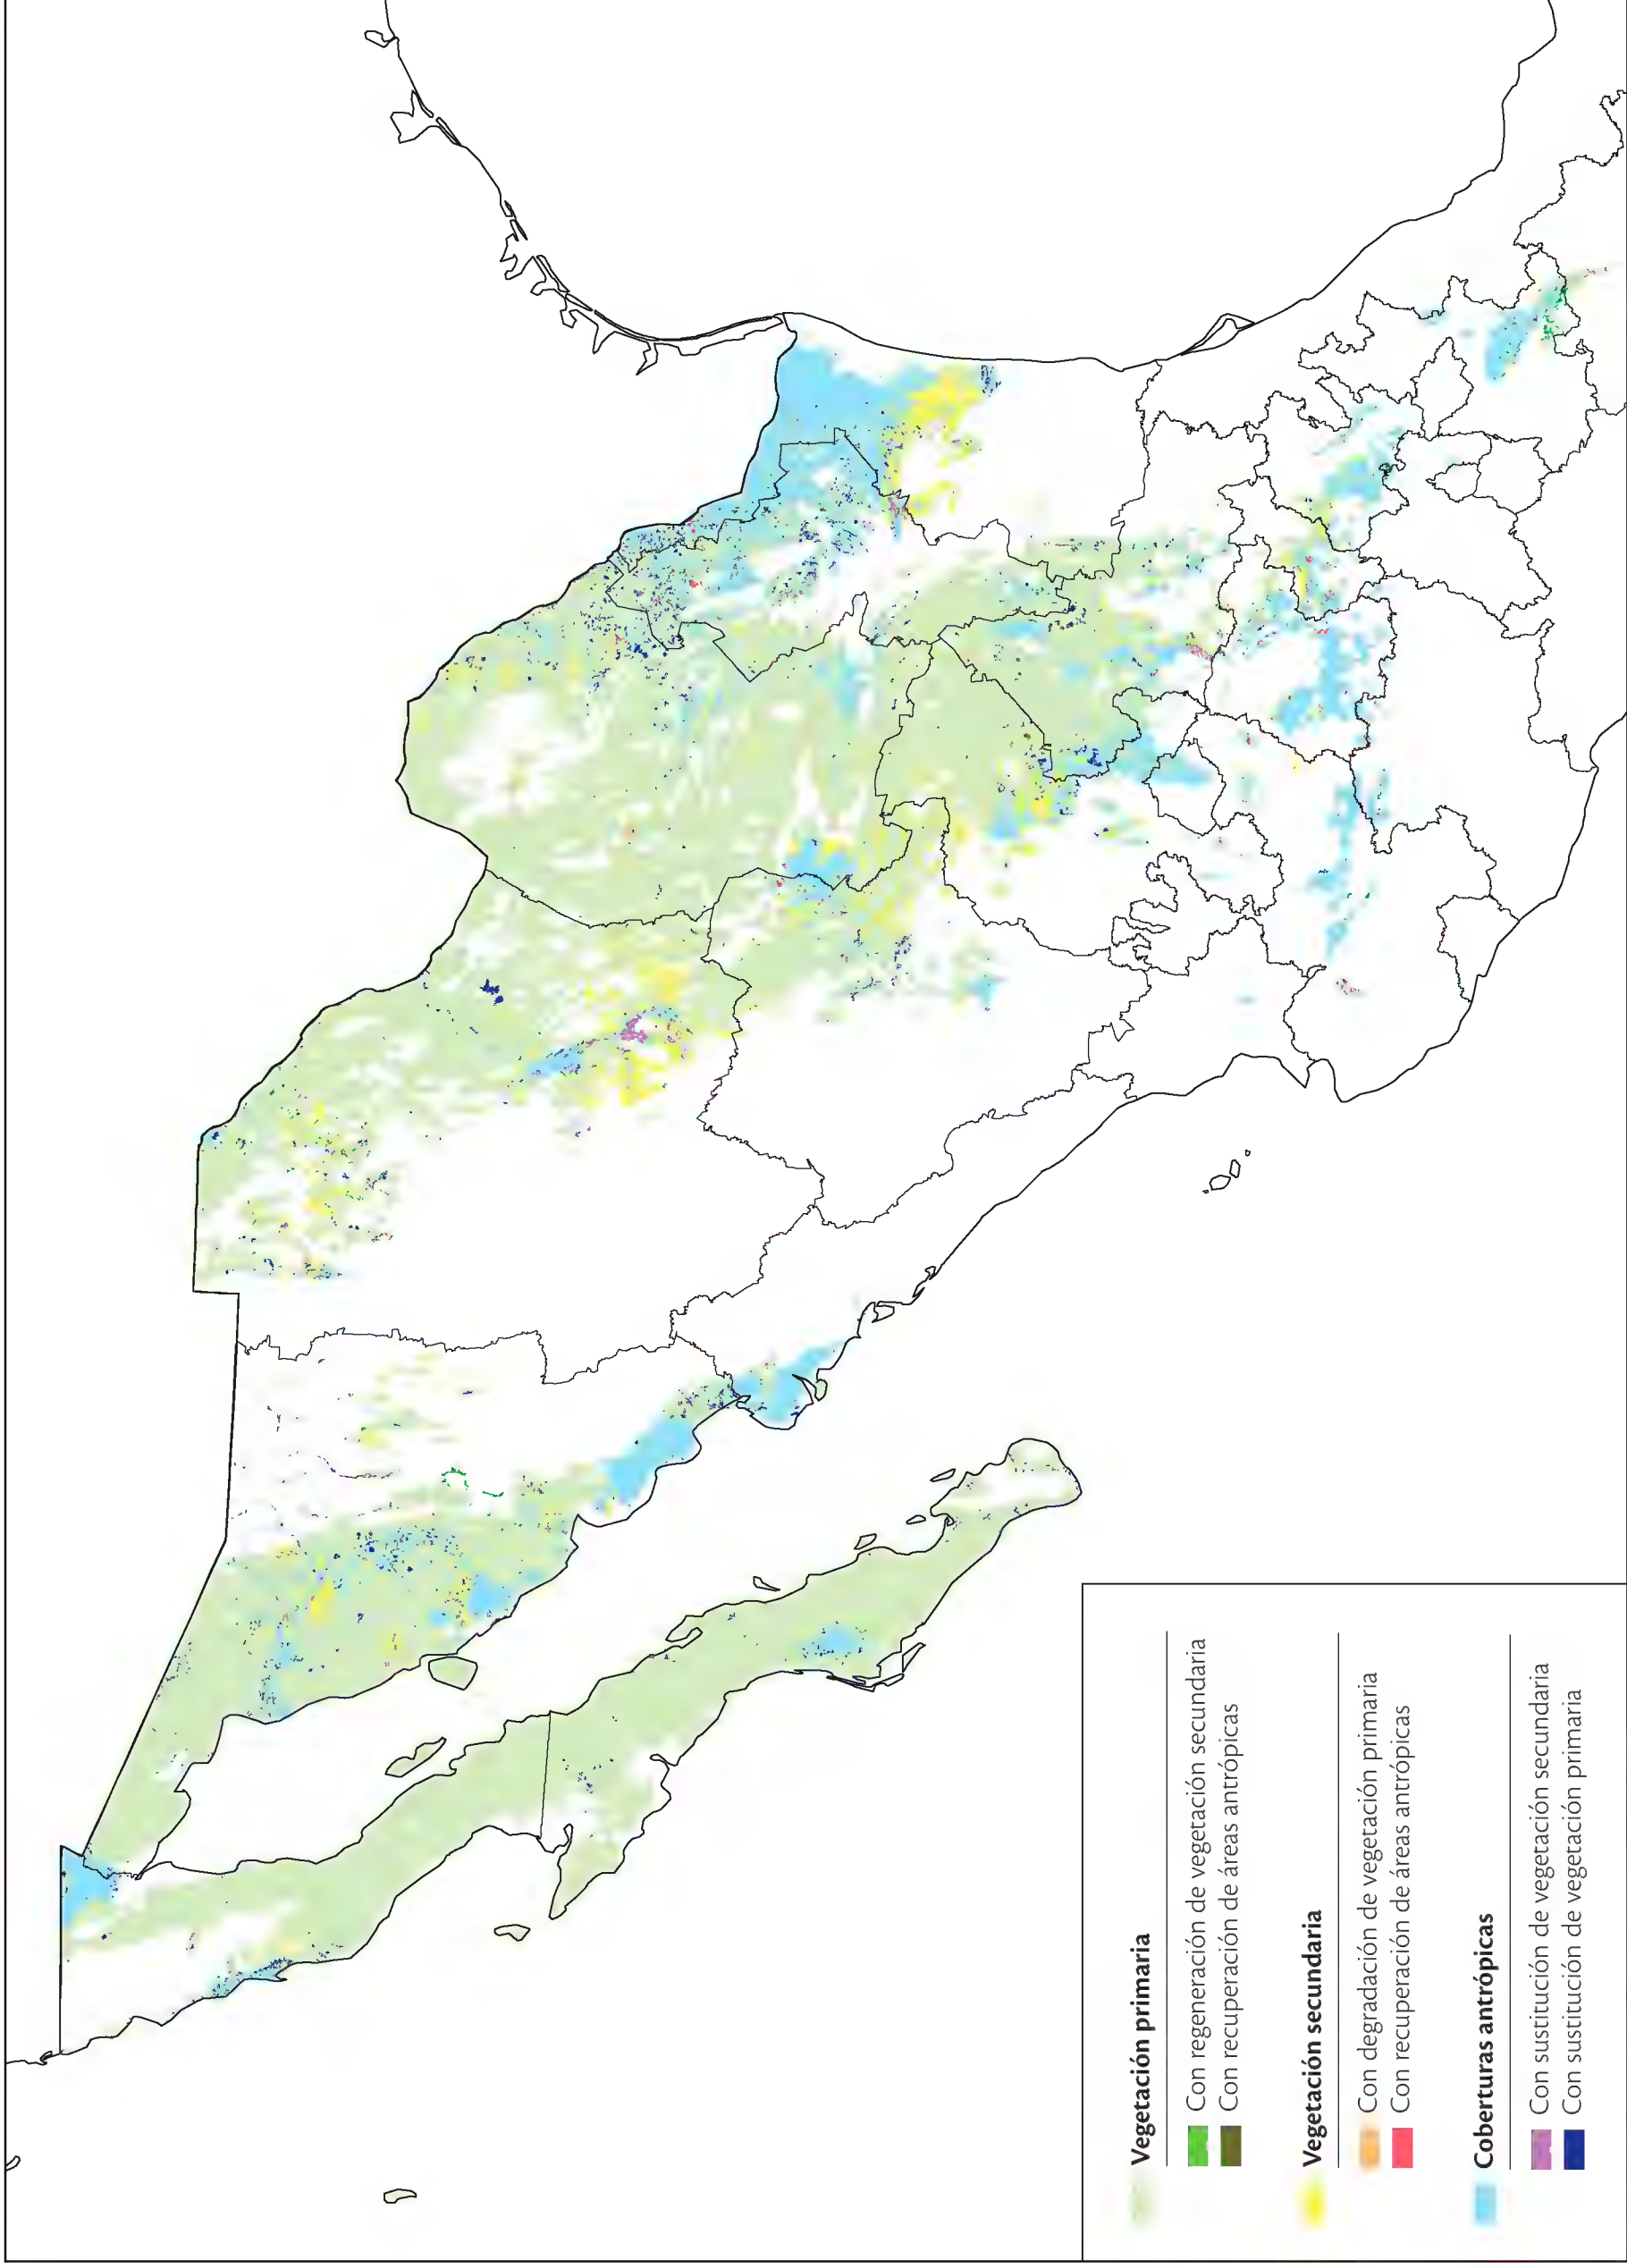 Vegetación primaria
Con regeneración de vegetación secundaria
Con recuperación de áreas antrópicas
Vegetación secundaria
Con degradación de vegetación primaria
Con recuperación de áreas antrópicas
Coberturas antrópicas
Con sustitución de vegetación secundaria
Con sustitución de vegetación primaria